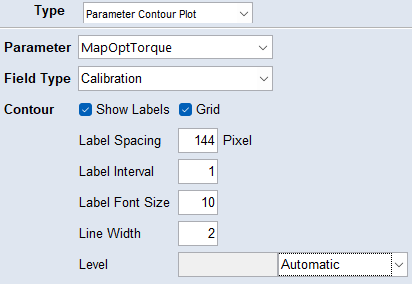 Type Parameter Contour Plot
Parameter MapOptTorque
Field Type Calibration
Contour Show Labels Grid
Label Spacing 144 Pixel
Label Interval 1
Label Font Size 10
Line Width 2
Level Automatic